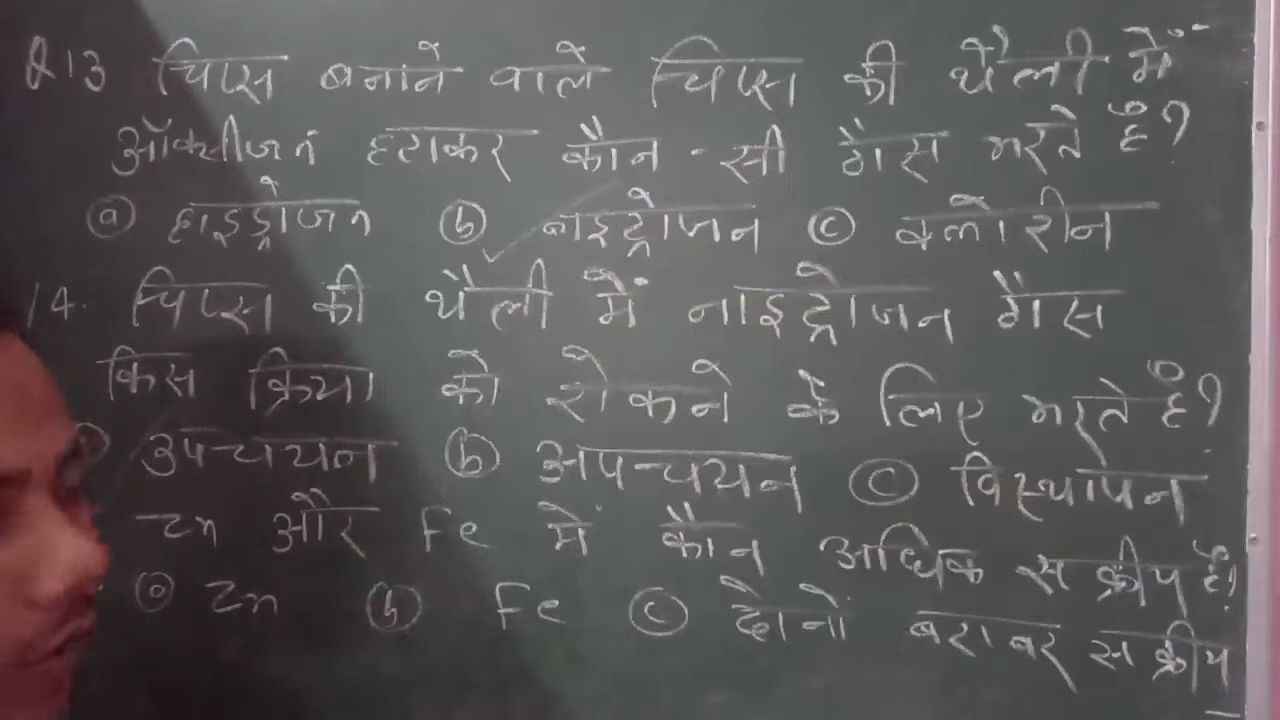 Q13 चिप्स बनाने वाले चिप्स की थैली में
ऑक्सीजन हटाकर कौन-सी गैस भरते हैं?
ⓐ हाइड्रोजन ⓑ नाइट्रोजन ⓒ क्लोरीन
14. चिप्स की थैली में नाइट्रोजन गैस
किस क्रिया को रोकने के लिए भरते है?
उपचयन ⓑ अपचयन ⓒ विस्थापन
Zn और Fe में कौन अधिक सक्रीय है?
ⓐ Zn ⓑ Fe ⓒ दोनों बराबर सक्रीय